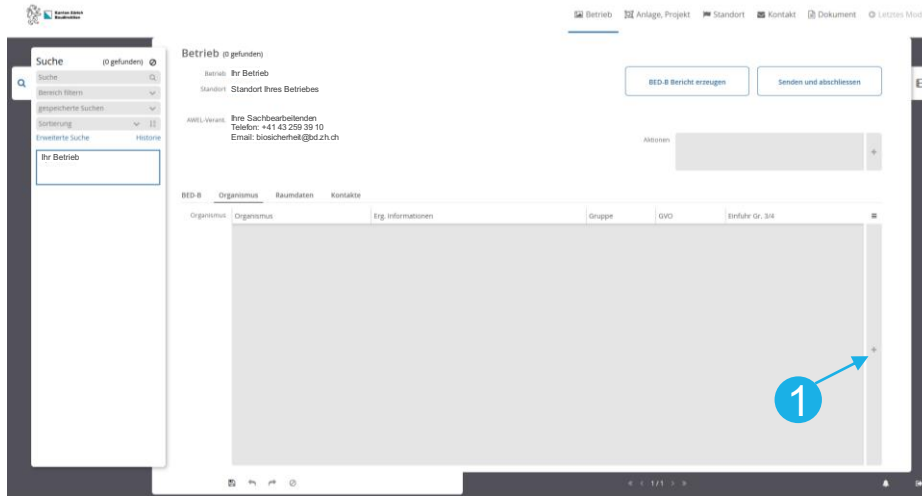 Kanton Zürich
Baudirektion
Betrieb
Anlage, Projekt
Standort
Kontakt
Dokument
Letztes Mod
Suche (0 gefunden)
Suche
Bereich filtern
gespeicherte Suchen
Sortierung
Erweiterte Suche Historie
Ihr Betrieb
Betrieb (0 gefunden)
Betrieb Ihr Betrieb
Standort Standort Ihres Betriebes
AWEL-Verant. Ihre Sachbearbeitenden
Telefon: +41 43 259 39 10
Email: biosicherheit@bd.zh.ch
BED-B Bericht erzeugen
Senden und abschliessen
Aktionen
+
BED-B Organismus Raumdaten Kontakte
Organismus Organismus Erg. Informationen Gruppe GVO Einfuhr Gr. 3/4
+
1
1/1